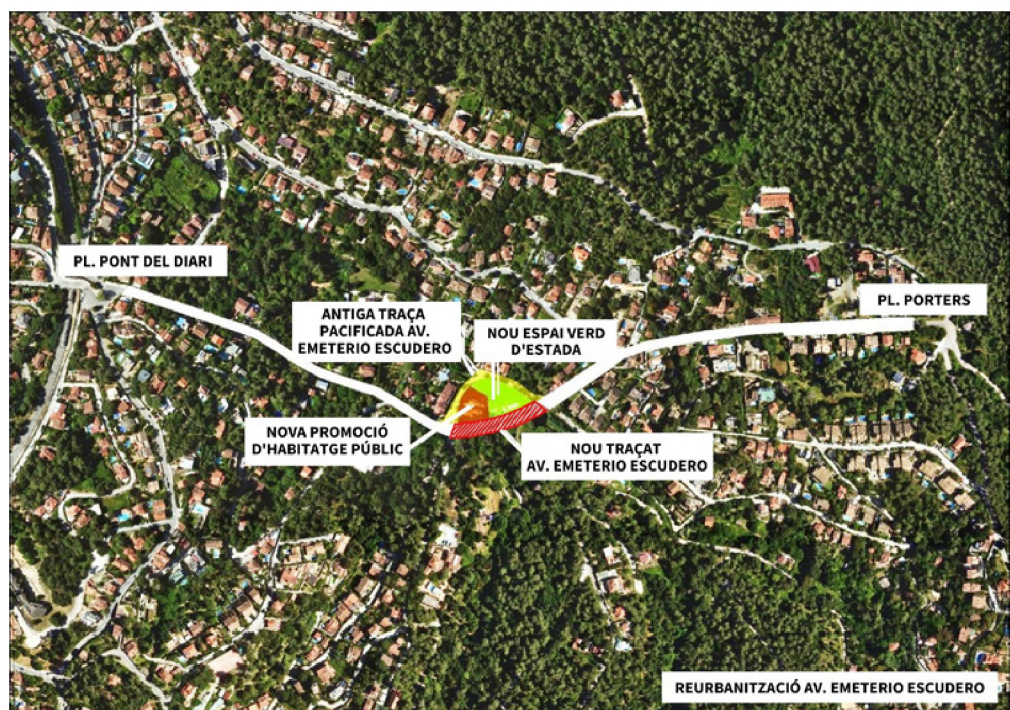 PL. PONT DEL DIARI
ANTIGA TRAÇA
PACIFICADA AV.
EMETERIO ESCUDERO
NOU ESPAI VERD
D'ESTADA
PL. PORTERS
NOVA PROMOCIÓ
D'HABITATGE PÚBLIC
NOU TRAÇAT
AV. EMETERIO ESCUDERO
REURBANITZACIÓ AV. EMETERIO ESCUDERO